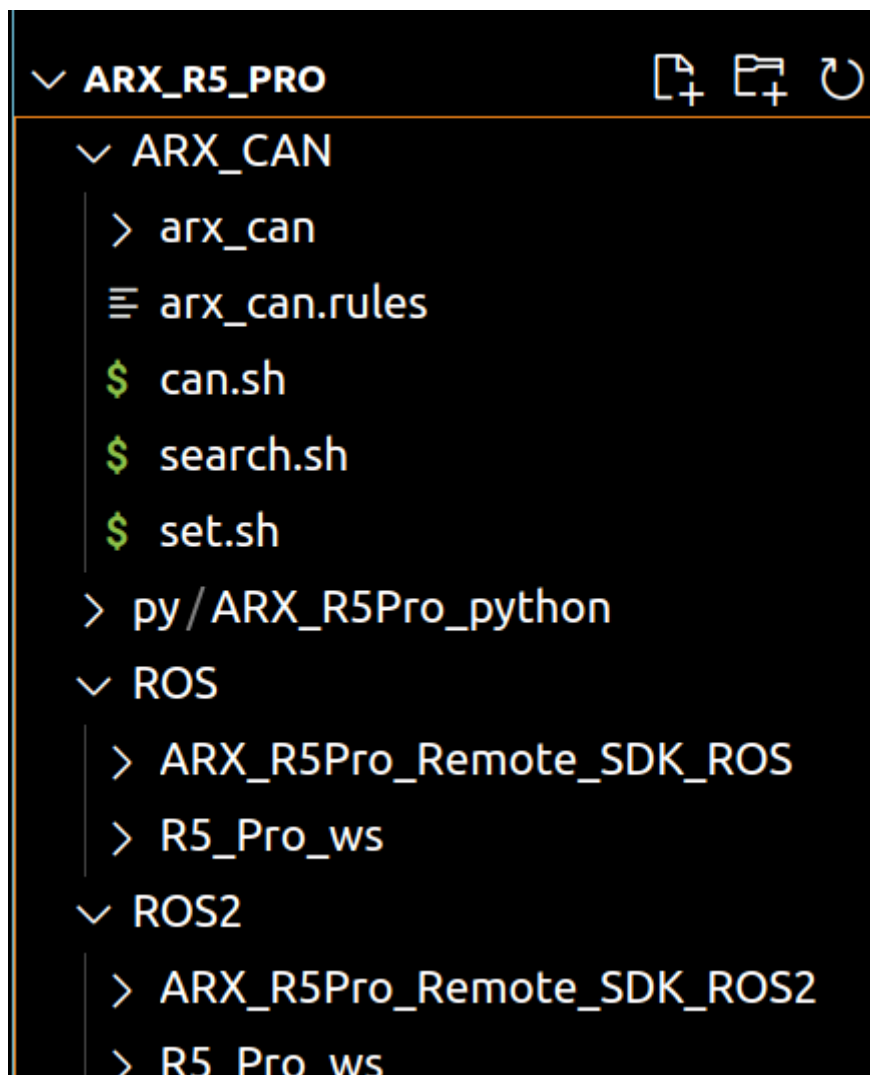 ARX_R5_PRO
ARX_CAN
arx_can
arx_can.rules
$ can.sh
$ search.sh
$ set.sh
py/ARX_R5Pro_python
ROS
ARX_R5Pro_Remote_SDK_ROS
R5_Pro_ws
ROS2
ARX_R5Pro_Remote_SDK_ROS2
R5_Pro_ws